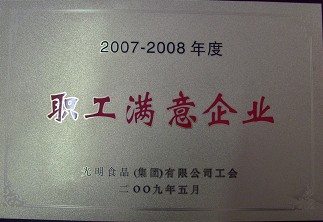 2007-2008 年度
职工满意企业
光明食品(集团)有限公司工会
二〇〇九年五月